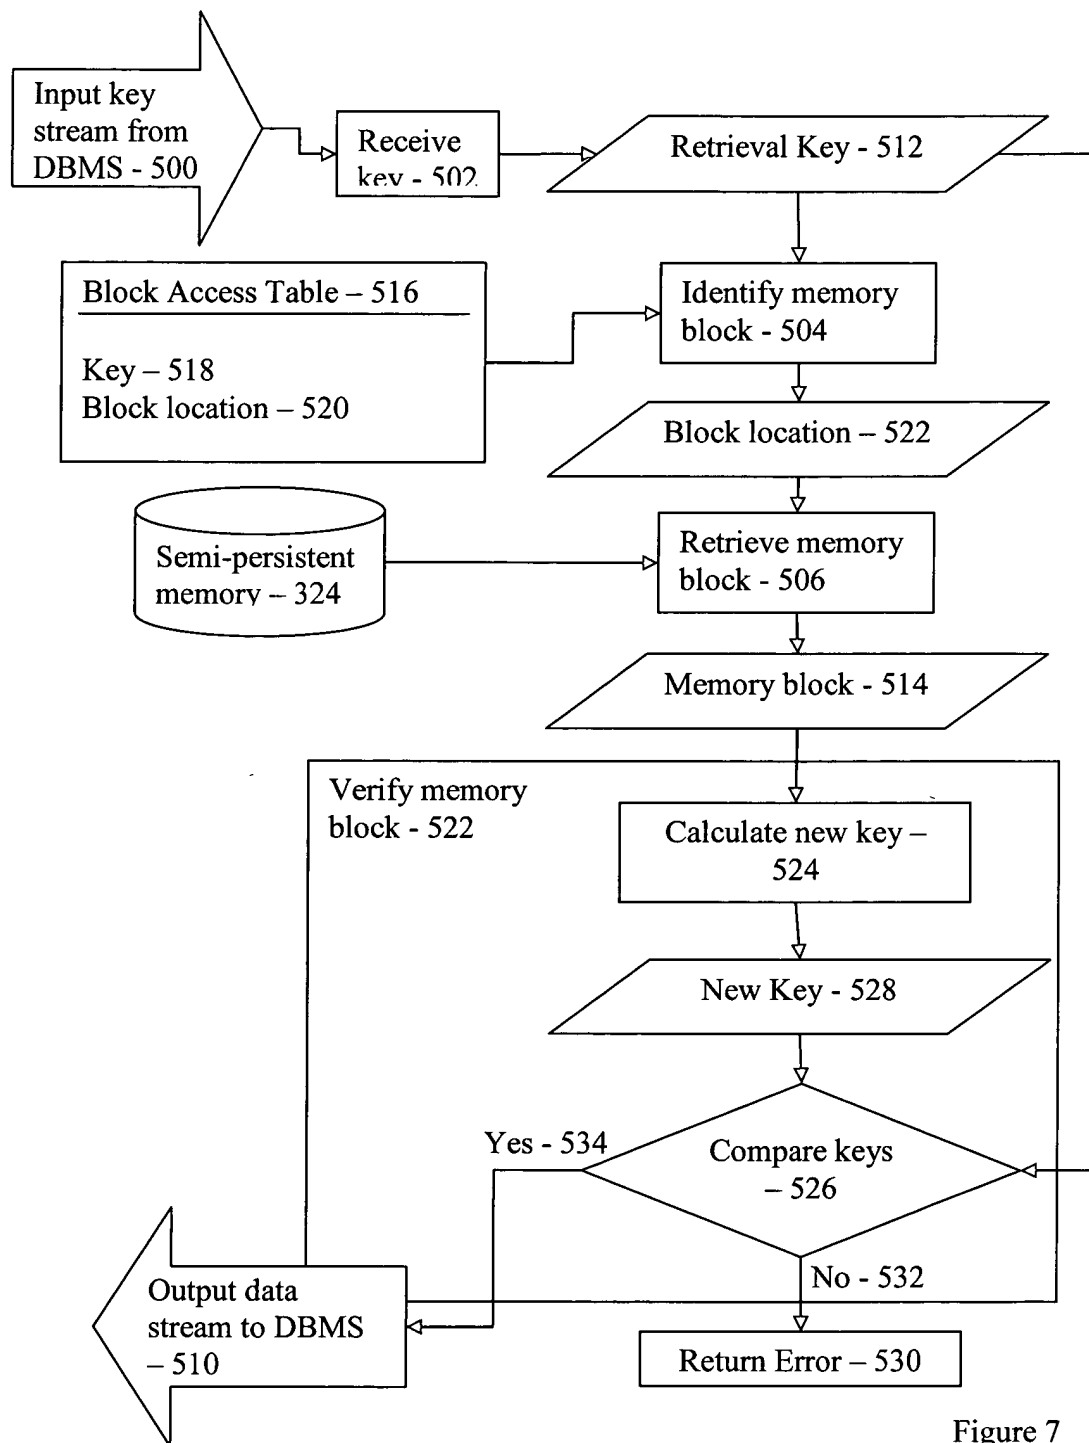 Input key
stream from
DBMS - 500
Receive
key - 502
Retrieval Key - 512
Block Access Table – 516
Key – 518
Block location – 520
Identify memory
block - 504
Block location – 522
Semi-persistent
memory – 324
Retrieve memory
block - 506
Memory block - 514
Verify memory
block - 522
Calculate new key –
524
New Key - 528
Yes - 534
Compare keys
– 526
No - 532
Output data
stream to DBMS
– 510
Return Error – 530
Figure 7